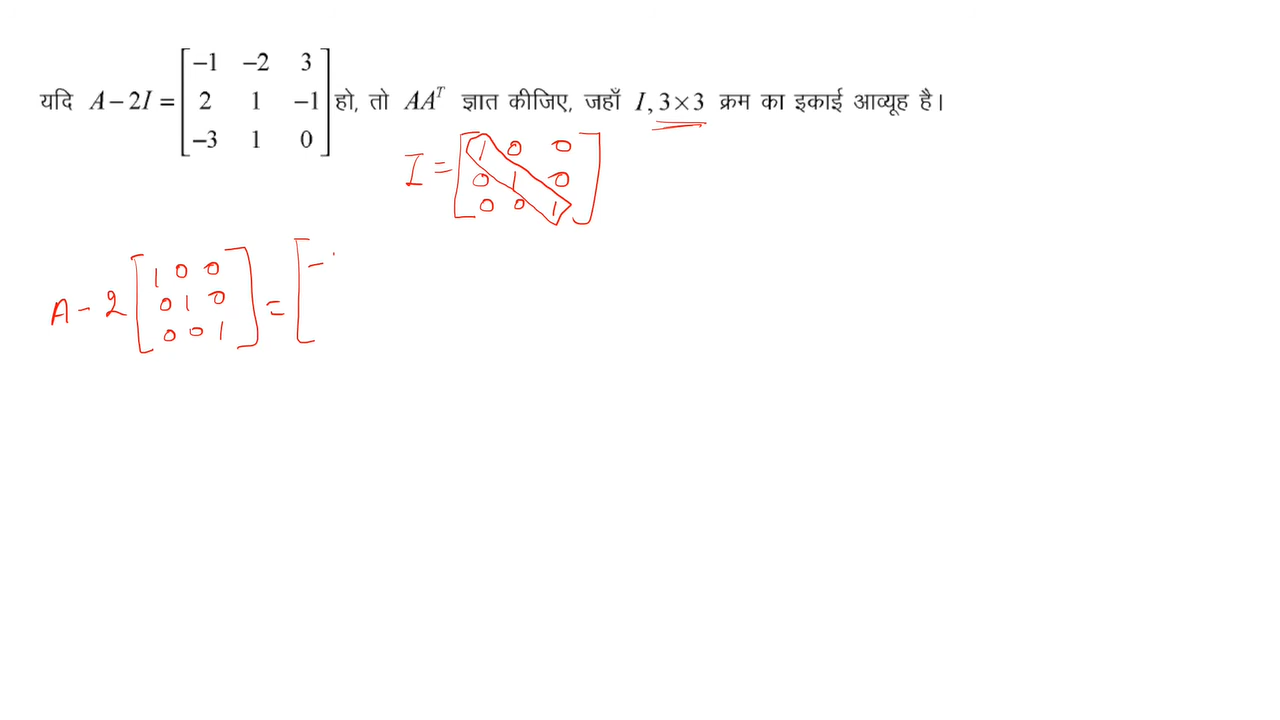 यदि A − 2I = [ −1 −2 3
2 1 −1
−3 1 0 ] हो, तो AA^T ज्ञात कीजिए, जहाँ I, 3×3 क्रम का इकाई आव्यूह है।
I = [ 1 0 0
0 1 0
0 0 1 ]
A − 2 [ 1 0 0
0 1 0
0 0 1 ] = [ −